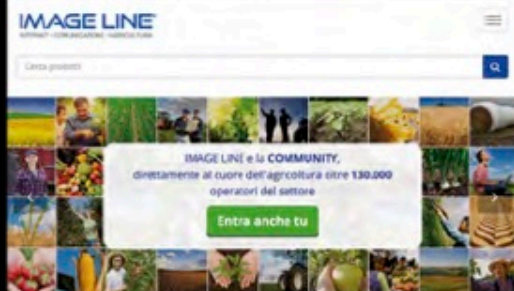 IMAGE LINE
INTERNET · COMUNICAZIONE · AGRICOLTURA
Cerca prodotti
IMAGE LINE e la COMMUNITY,
direttamente al cuore dell'agricoltura oltre 130.000
operatori del settore
Entra anche tu